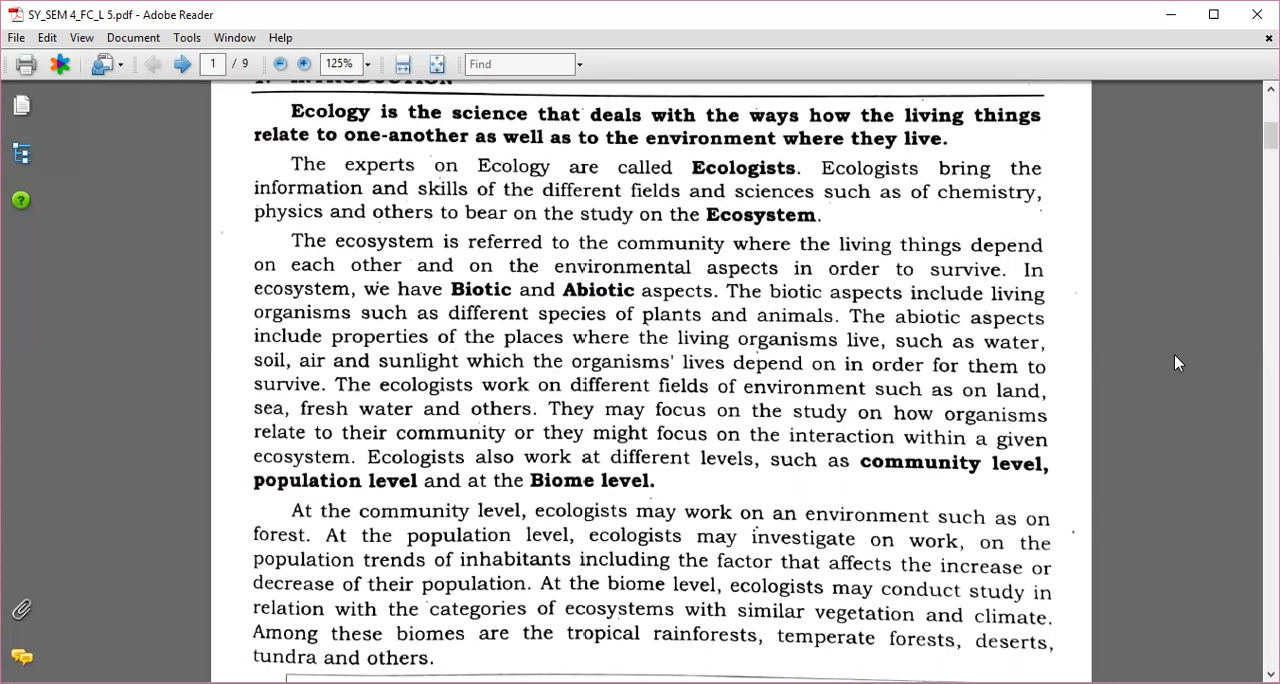 SY_SEM 4_FC_L 5.pdf - Adobe Reader
File Edit View Document Tools Window Help
1 / 9 125% Find
1. INTRODUCTION
Ecology is the science that deals with the ways how the living things
relate to one-another as well as to the environment where they live.
The experts on Ecology are called Ecologists. Ecologists bring the
information and skills of the different fields and sciences such as of chemistry,
physics and others to bear on the study on the Ecosystem.
The ecosystem is referred to the community where the living things depend
on each other and on the environmental aspects in order to survive. In
ecosystem, we have Biotic and Abiotic aspects. The biotic aspects include living
organisms such as different species of plants and animals. The abiotic aspects
include properties of the places where the living organisms live, such as water,
soil, air and sunlight which the organisms' lives depend on in order for them to
survive. The ecologists work on different fields of environment such as on land,
sea, fresh water and others. They may focus on the study on how organisms
relate to their community or they might focus on the interaction within a given
ecosystem. Ecologists also work at different levels, such as community level,
population level and at the Biome level.
At the community level, ecologists may work on an environment such as on
forest. At the population level, ecologists may investigate on work, on the
population trends of inhabitants including the factor that affects the increase or
decrease of their population. At the biome level, ecologists may conduct study in
relation with the categories of ecosystems with similar vegetation and climate.
Among these biomes are the tropical rainforests, temperate forests, deserts,
tundra and others.